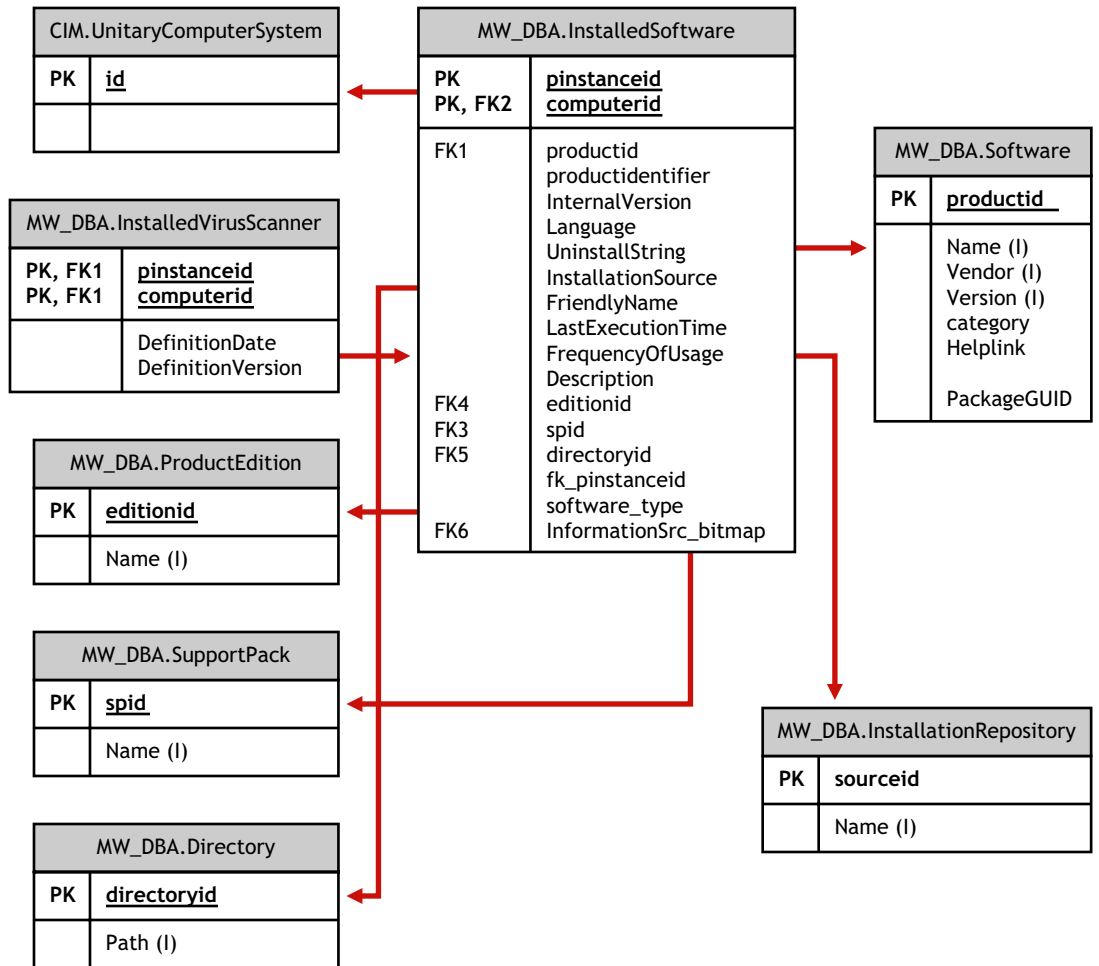 CIM.UnitaryComputerSystem
PK id
MW_DBA.InstalledSoftware
PK pinstanceid
PK, FK2 computerid
FK1 productid
productidentifier
InternalVersion
Language
UninstallString
InstallationSource
FriendlyName
LastExecutionTime
FrequencyOfUsage
Description
FK4 editionid
FK3 spid
FK5 directoryid
fk_pinstanceid
software_type
FK6 InformationSrc_bitmap
MW_DBA.Software
PK productid
Name (I)
Vendor (I)
Version (I)
category
Helplink
PackageGUID
MW_DBA.InstalledVirusScanner
PK, FK1 pinstanceid
PK, FK1 computerid
DefinitionDate
DefinitionVersion
MW_DBA.ProductEdition
PK editionid
Name (I)
MW_DBA.SupportPack
PK spid
Name (I)
MW_DBA.InstallationRepository
PK sourceid
Name (I)
MW_DBA.Directory
PK directoryid
Path (I)